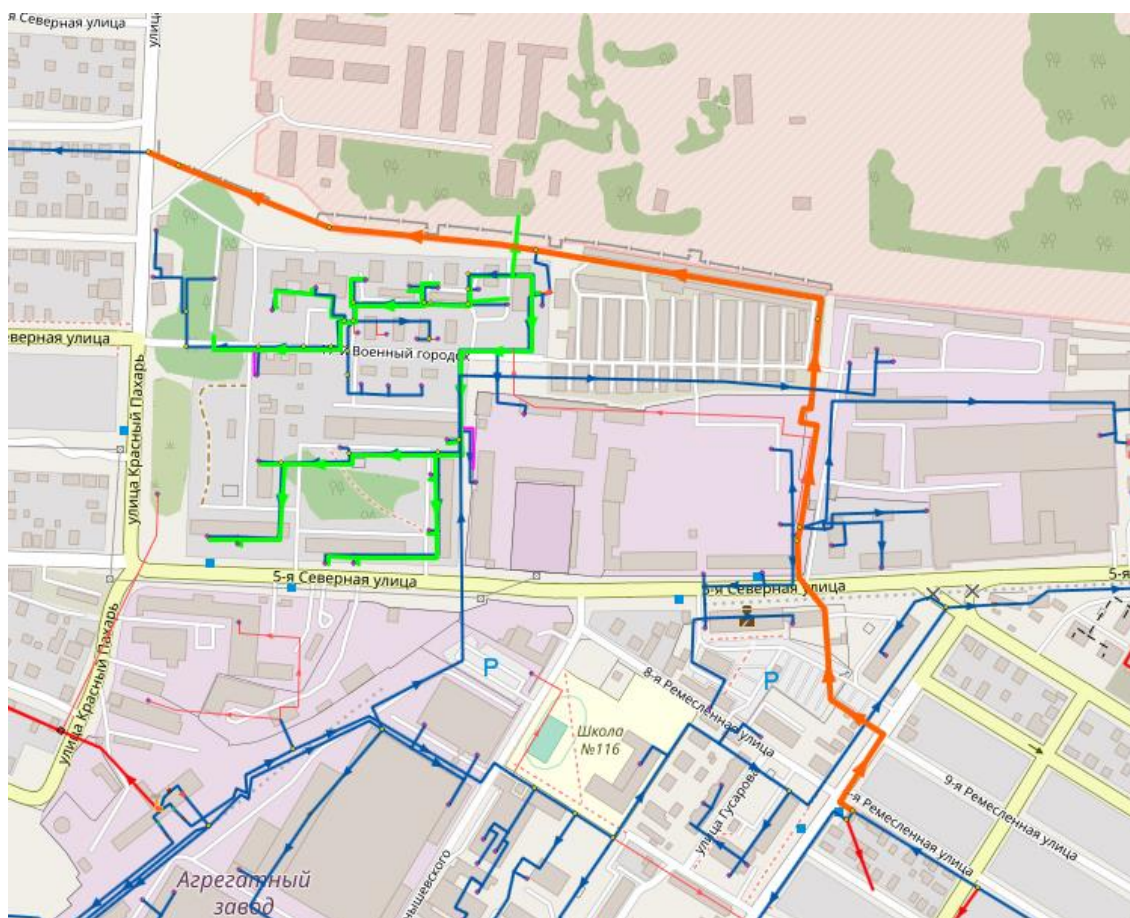 я Северная улица
улица
Северная улица
й Военный городок
улица Красный Пахарь
5-я Северная улица
5-я Северная улица
5-я
P
P
8-я Ремесленная улица
улица Красный Пахарь
Школа
№116
9-я Ремесленная улица
-я Ремесленная улица
улица Гусарова
нышевского
Агрегатный
завод